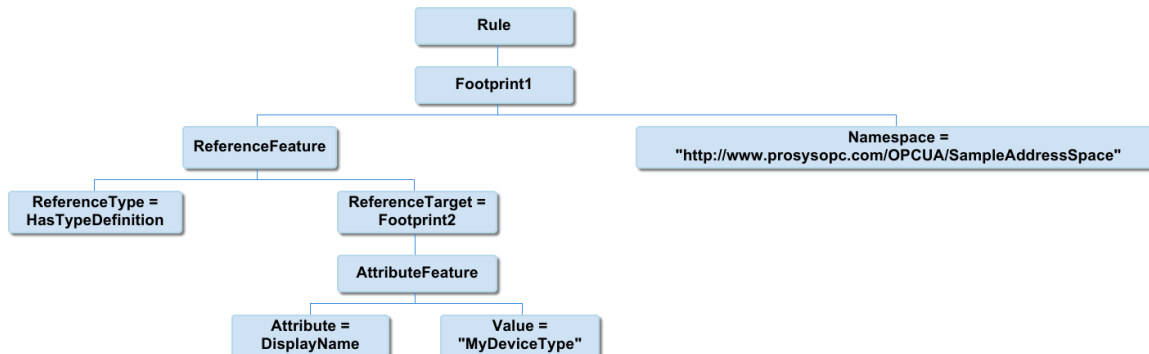 Rule
Footprint1
ReferenceFeature
Namespace =
"http://www.prosysopc.com/OPCUA/SampleAddressSpace"
ReferenceType =
HasTypeDefinition
ReferenceTarget =
Footprint2
AttributeFeature
Attribute =
DisplayName
Value =
"MyDeviceType"